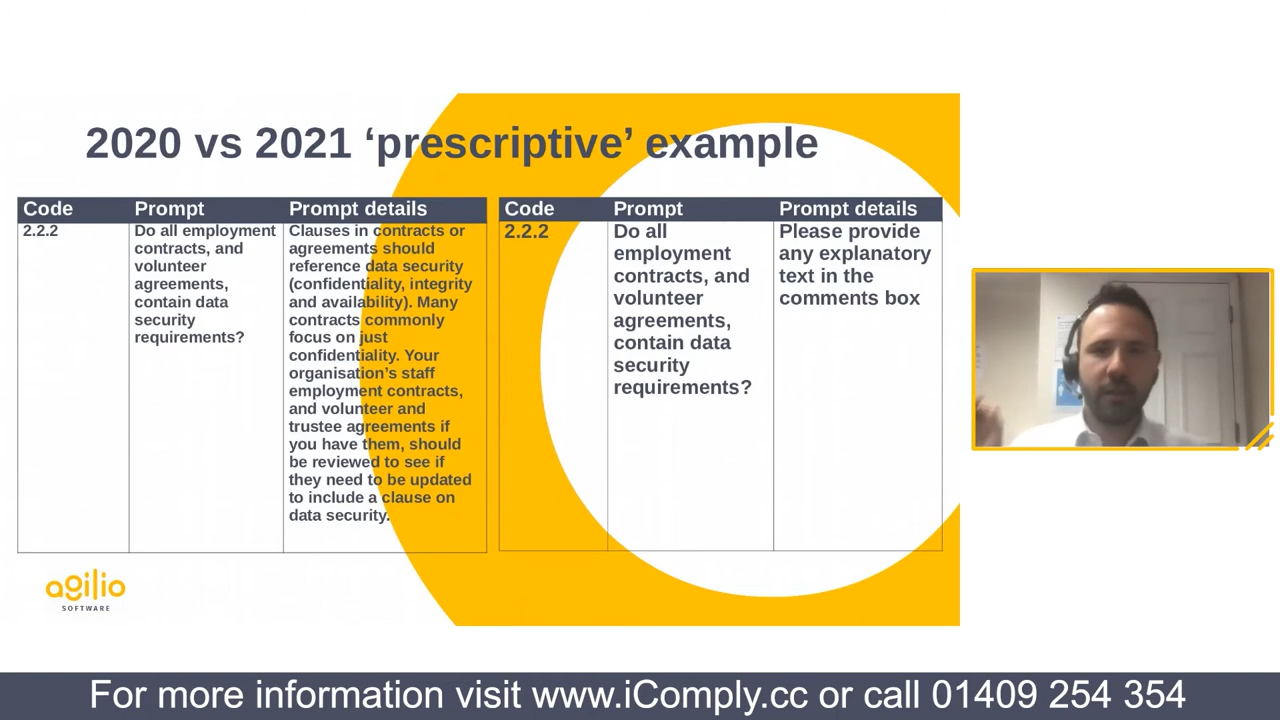 2020 vs 2021 ‘prescriptive’ example
Code
Prompt
Prompt details
2.2.2
Do all employment
contracts, and
volunteer
agreements,
contain data
security
requirements?
Clauses in contracts or
agreements should
reference data security
(confidentiality, integrity
and availability). Many
contracts commonly
focus on just
confidentiality. Your
organisation’s staff
employment contracts,
and volunteer and
trustee agreements if
you have them, should
be reviewed to see if
they need to be updated
to include a clause on
data security.
Code
Prompt
Prompt details
2.2.2
Do all
employment
contracts, and
volunteer
agreements,
contain data
security
requirements?
Please provide
any explanatory
text in the
comments box
agilio
SOFTWARE
For more information visit www.iComply.cc or call 01409 254 354